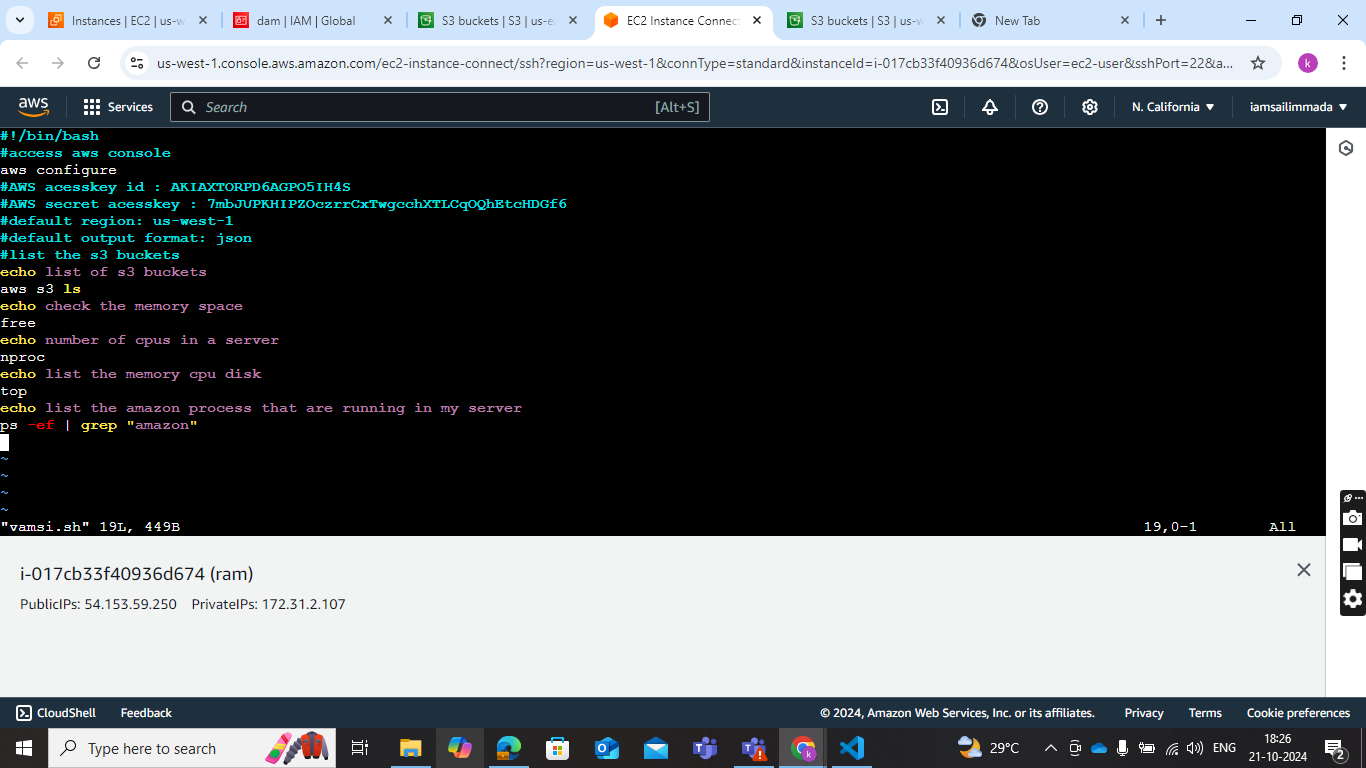 Instances | EC2 | us-w
dam | IAM | Global
S3 buckets | S3 | us-e
EC2 Instance Connect
S3 buckets | S3 | us-w
New Tab
us-west-1.console.aws.amazon.com/ec2-instance-connect/ssh?region=us-west-1&connType=standard&instanceId=i-017cb33f40936d674&osUser=ec2-user&sshPort=22&a...
k
aws
Services
Search
[Alt+S]
N. California
iamsailimmada
#!/bin/bash
#access aws console
aws configure
#AWS acesskey id : AKIAXTORPD6AGPO5IH4S
#AWS secret acesskey : 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
#default region: us-west-1
#default output format: json
#list the s3 buckets
echo list of s3 buckets
aws s3 ls
echo check the memory space
free
echo number of cpus in a server
nproc
echo list the memory cpu disk
top
echo list the amazon process that are running in my server
ps -ef | grep "amazon"
~
~
~
~
"vamsi.sh" 19L, 449B 19,0-1 All
i-017cb33f40936d674 (ram)
PublicIPs: 54.153.59.250 PrivateIPs: 172.31.2.107
CloudShell Feedback © 2024, Amazon Web Services, Inc. or its affiliates. Privacy Terms Cookie preferences
Type here to search
29°C
ENG
18:26
21-10-2024
2